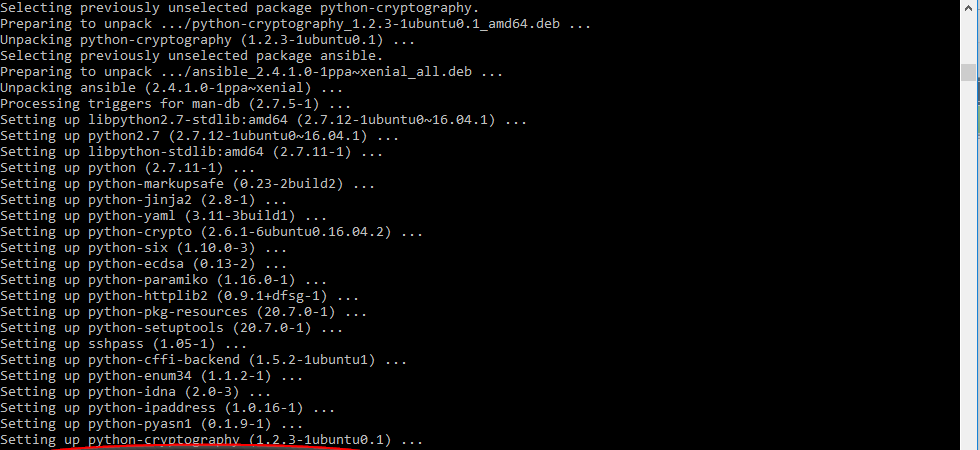 Selecting previously unselected package python-cryptography.
Preparing to unpack .../python-cryptography_1.2.3-1ubuntu0.1_amd64.deb ...
Unpacking python-cryptography (1.2.3-1ubuntu0.1) ...
Selecting previously unselected package ansible.
Preparing to unpack .../ansible_2.4.1.0-1ppa~xenial_all.deb ...
Unpacking ansible (2.4.1.0-1ppa~xenial) ...
Processing triggers for man-db (2.7.5-1) ...
Setting up libpython2.7-stdlib:amd64 (2.7.12-1ubuntu0~16.04.1) ...
Setting up python2.7 (2.7.12-1ubuntu0~16.04.1) ...
Setting up libpython-stdlib:amd64 (2.7.11-1) ...
Setting up python (2.7.11-1) ...
Setting up python-markupsafe (0.23-2build2) ...
Setting up python-jinja2 (2.8-1) ...
Setting up python-yaml (3.11-3build1) ...
Setting up python-crypto (2.6.1-6ubuntu0.16.04.2) ...
Setting up python-six (1.10.0-3) ...
Setting up python-ecdsa (0.13-2) ...
Setting up python-paramiko (1.16.0-1) ...
Setting up python-httplib2 (0.9.1+dfsg-1) ...
Setting up python-pkg-resources (20.7.0-1) ...
Setting up python-setuptools (20.7.0-1) ...
Setting up sshpass (1.05-1) ...
Setting up python-cffi-backend (1.5.2-1ubuntu1) ...
Setting up python-enum34 (1.1.2-1) ...
Setting up python-idna (2.0-3) ...
Setting up python-ipaddress (1.0.16-1) ...
Setting up python-pyasn1 (0.1.9-1) ...
Setting up python-cryptography (1.2.3-1ubuntu0.1) ...